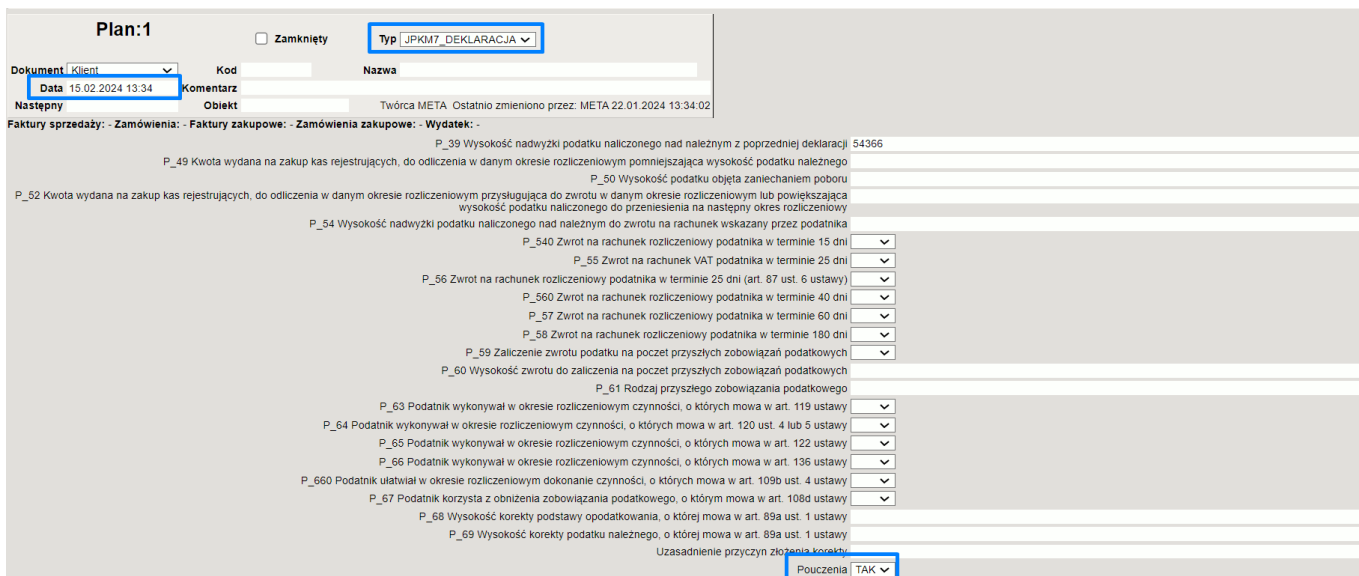 Plan:1
Zamknięty Typ JPKM7_DEKLARACJA
Dokument Klient Kod Nazwa
Data 15.02.2024 13:34 Komentarz
Następny Obiekt Twórca META Ostatnio zmieniono przez: META 22.01.2024 13:34:02
Faktury sprzedaży: - Zamówienia: - Faktury zakupowe: - Zamówienia zakupowe: - Wydatek: -
P_39 Wysokość nadwyżki podatku naliczonego nad należnym z poprzedniej deklaracji 54366
P_49 Kwota wydana na zakup kas rejestrujących, do odliczenia w danym okresie rozliczeniowym pomniejszająca wysokość podatku należnego
P_50 Wysokość podatku objęta zaniechaniem poboru
P_52 Kwota wydana na zakup kas rejestrujących, do odliczenia w danym okresie rozliczeniowym przysługująca do zwrotu w danym okresie rozliczeniowym lub powiększająca
wysokość podatku naliczonego do przeniesienia na następny okres rozliczeniowy
P_54 Wysokość nadwyżki podatku naliczonego nad należnym do zwrotu na rachunek wskazany przez podatnika
P_540 Zwrot na rachunek rozliczeniowy podatnika w terminie 15 dni
P_55 Zwrot na rachunek VAT podatnika w terminie 25 dni
P_56 Zwrot na rachunek rozliczeniowy podatnika w terminie 25 dni (art. 87 ust. 6 ustawy)
P_560 Zwrot na rachunek rozliczeniowy podatnika w terminie 40 dni
P_57 Zwrot na rachunek rozliczeniowy podatnika w terminie 60 dni
P_58 Zwrot na rachunek rozliczeniowy podatnika w terminie 180 dni
P_59 Zaliczenie zwrotu podatku na poczet przyszłych zobowiązań podatkowych
P_60 Wysokość zwrotu do zaliczenia na poczet przyszłych zobowiązań podatkowych
P_61 Rodzaj przyszłego zobowiązania podatkowego
P_63 Podatnik wykonywał w okresie rozliczeniowym czynności, o których mowa w art. 119 ustawy
P_64 Podatnik wykonywał w okresie rozliczeniowym czynności, o których mowa w art. 120 ust. 4 lub 5 ustawy
P_65 Podatnik wykonywał w okresie rozliczeniowym czynności, o których mowa w art. 122 ustawy
P_66 Podatnik wykonywał w okresie rozliczeniowym czynności, o których mowa w art. 136 ustawy
P_660 Podatnik ułatwiał w okresie rozliczeniowym dokonanie czynności, o których mowa w art. 109b ust. 4 ustawy
P_67 Podatnik korzysta z obniżenia zobowiązania podatkowego, o którym mowa w art. 108d ustawy
P_68 Wysokość korekty podstawy opodatkowania, o której mowa w art. 89a ust. 1 ustawy
P_69 Wysokość korekty podatku należnego, o której mowa w art. 89a ust. 1 ustawy
Uzasadnienie przyczyn złożenia korekty
Pouczenia TAK